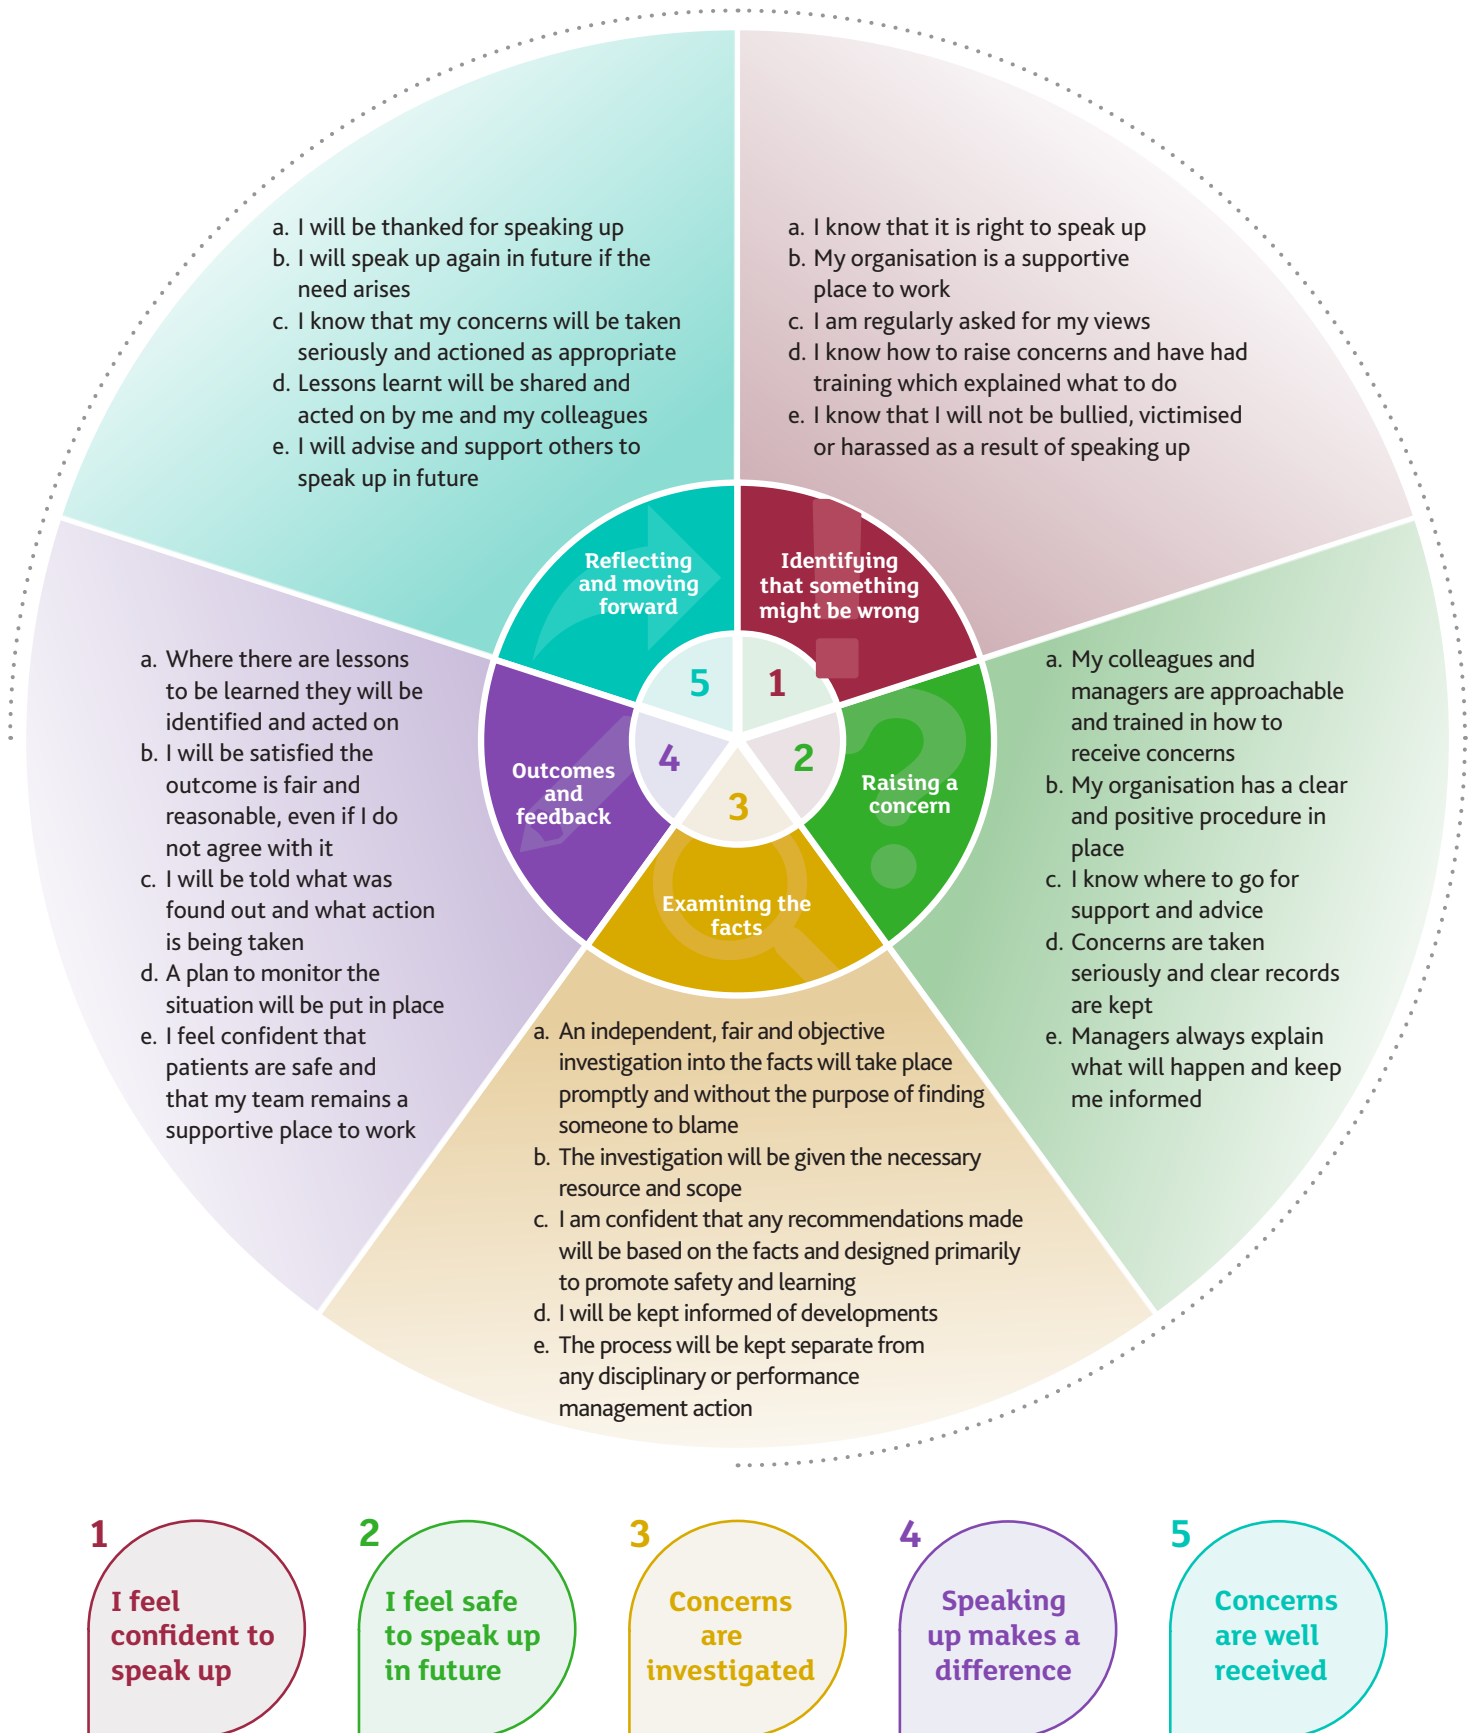 a. I will be thanked for speaking up
b. I will speak up again in future if the
need arises
c. I know that my concerns will be taken
seriously and actioned as appropriate
d. Lessons learnt will be shared and
acted on by me and my colleagues
e. I will advise and support others to
speak up in future
a. I know that it is right to speak up
b. My organisation is a supportive
place to work
c. I am regularly asked for my views
d. I know how to raise concerns and have had
training which explained what to do
e. I know that I will not be bullied, victimised
or harassed as a result of speaking up
Reflecting
and moving
forward
Identifying
that something
might be wrong
5
1
4
2
3
Outcomes
and
feedback
Raising a
concern
Examining the
facts
a. Where there are lessons
to be learned they will be
identified and acted on
b. I will be satisfied the
outcome is fair and
reasonable, even if I do
not agree with it
c. I will be told what was
found out and what action
is being taken
d. A plan to monitor the
situation will be put in place
e. I feel confident that
patients are safe and
that my team remains a
supportive place to work
a. My colleagues and
managers are approachable
and trained in how to
receive concerns
b. My organisation has a clear
and positive procedure in
place
c. I know where to go for
support and advice
d. Concerns are taken
seriously and clear records
are kept
e. Managers always explain
what will happen and keep
me informed
a. An independent, fair and objective
investigation into the facts will take place
promptly and without the purpose of finding
someone to blame
b. The investigation will be given the necessary
resource and scope
c. I am confident that any recommendations made
will be based on the facts and designed primarily
to promote safety and learning
d. I will be kept informed of developments
e. The process will be kept separate from
any disciplinary or performance
management action
1
I feel
confident to
speak up
2
I feel safe
to speak up
in future
3
Concerns
are
investigated
4
Speaking
up makes a
difference
5
Concerns
are well
received